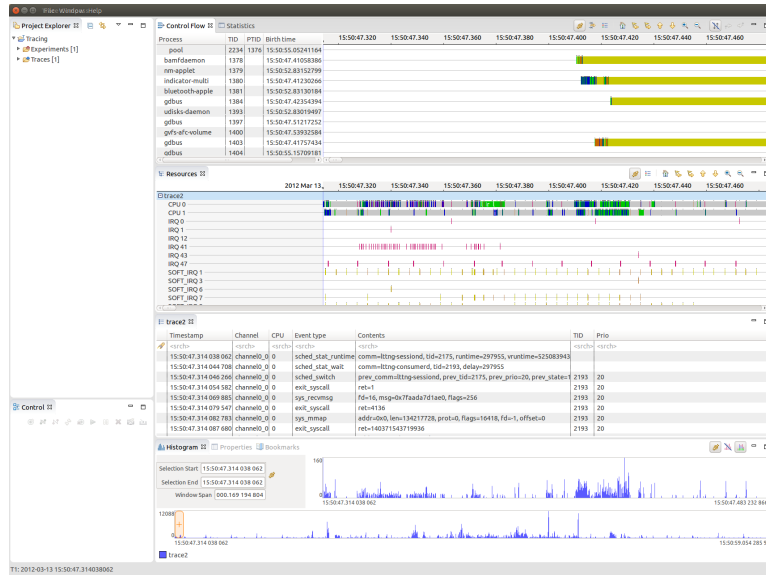 File: Window: Help
Project Explorer
Tracing
Experiments [1]
Traces [1]
Control
Control Flow Statistics
Process TID PTID Birth time 15:50:47.320 15:50:47.340 15:50:47.360 15:50:47.380 15:50:47.400 15:50:47.420 15:50:47.440 15:50:47.460
pool 2234 1376 15:50:55.05241164
bamfdaemon 1378 15:50:47.41058386
nm-applet 1379 15:50:52.83152799
indicator-multi 1380 15:50:47.41230266
bluetooth-apple 1381 15:50:52.83130184
gdbus 1384 15:50:47.42354394
udisks-daemon 1393 15:50:52.83019497
gdbus 1397 15:50:47.51217252
gvfs-afc-volume 1400 15:50:47.53932584
gdbus 1403 15:50:47.41757434
gdbus 1404 15:50:55.15709181
Resources
2012 Mar 13, 15:50:47.320 15:50:47.340 15:50:47.360 15:50:47.380 15:50:47.400 15:50:47.420 15:50:47.440 15:50:47.460
trace2
CPU 0
CPU 1
IRQ 0
IRQ 1
IRQ 12
IRQ 41
IRQ 43
IRQ 47
SOFT_IRQ 1
SOFT_IRQ 3
SOFT_IRQ 6
SOFT_IRQ 7
trace2
Timestamp Channel CPU Event type Contents TID Prio
<srch> <srch> <srch> <srch> <srch> <srch> <srch>
15:50:47.314 038 062 channel0_0 0 sched_stat_runtime comm=lttng-sessiond, tid=2175, runtime=297955, vruntime=525083943
15:50:47.314 044 708 channel0_0 0 sched_stat_wait comm=lttng-consumerd, tid=2193, delay=297955
15:50:47.314 046 266 channel0_0 0 sched_switch prev_comm=lttng-sessiond, prev_tid=2175, prev_prio=20, prev_state=1 2193 20
15:50:47.314 054 582 channel0_0 0 exit_syscall ret=1 2193 20
15:50:47.314 069 885 channel0_0 0 sys_recvmsg fd=16, msg=0x7faada7d1ae0, flags=256 2193 20
15:50:47.314 079 547 channel0_0 0 exit_syscall ret=4136 2193 20
15:50:47.314 082 783 channel0_0 0 sys_mmap addr=0x0, len=134217728, prot=0, flags=16418, fd=-1, offset=0 2193 20
15:50:47.314 087 680 channel0_0 0 exit_syscall ret=140371543719936 2193 20
Histogram Properties Bookmarks
Selection Start 15:50:47.314 038 062
Selection End 15:50:47.314 038 062
Window Span 000.169 194 804
160
0
15:50:47.314 038 062 15:50:47.483 232 866
12088
0
15:50:47.314 038 062 15:50:59.054 285 5
trace2
T1: 2012-03-13 15:50:47.314038062